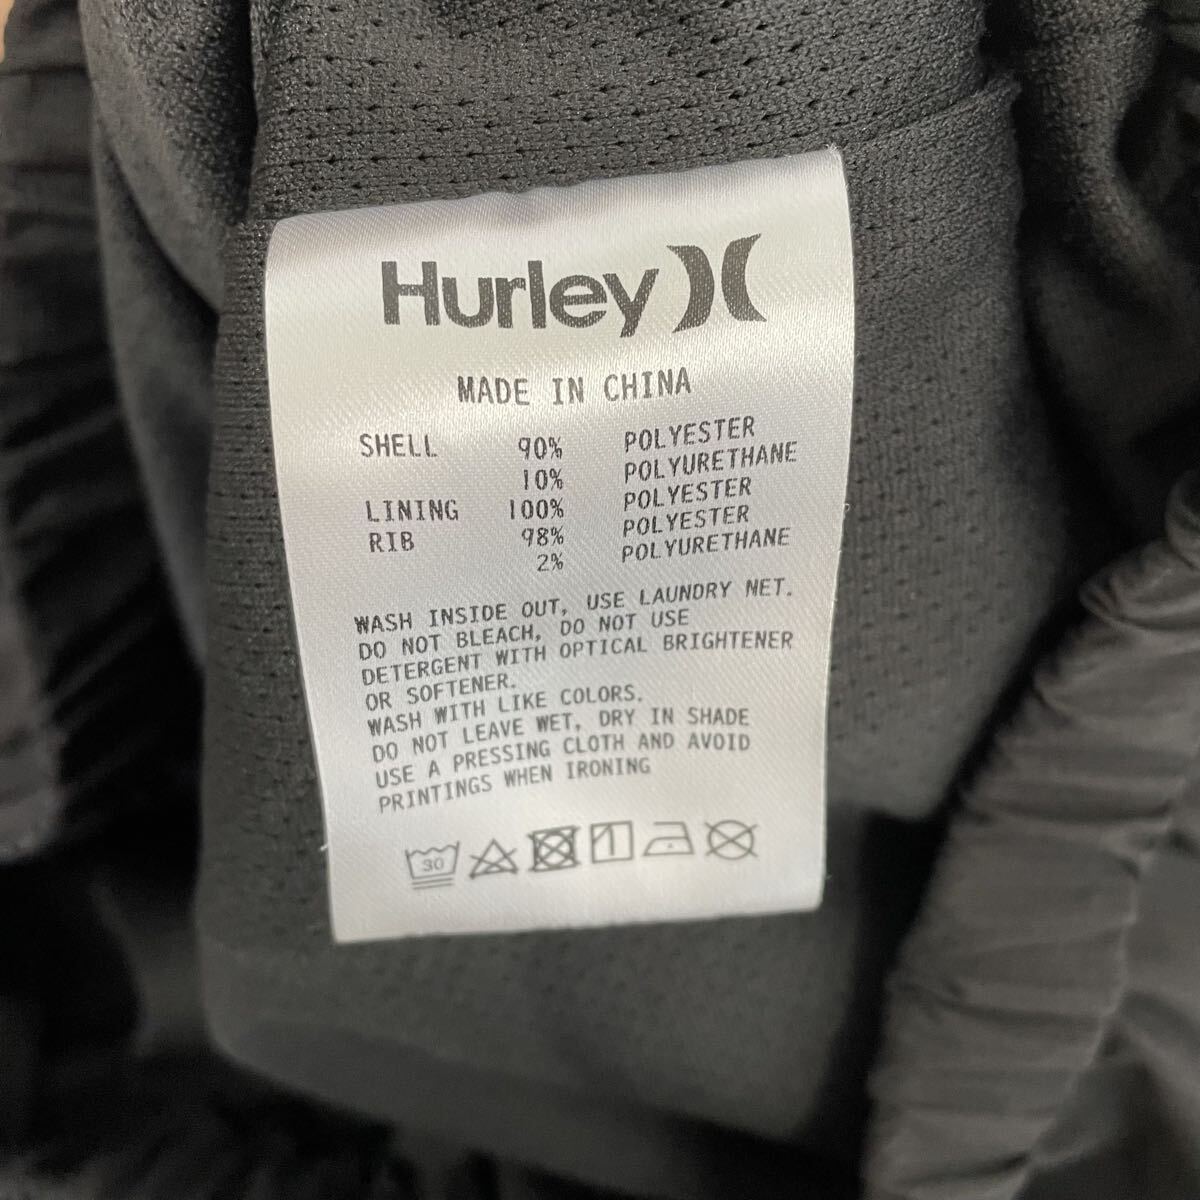 Hurley
MADE IN CHINA
SHELL 90% POLYESTER
10% POLYURETHANE
LINING 100% POLYESTER
RIB 98% POLYESTER
2% POLYURETHANE
WASH INSIDE OUT, USE LAUNDRY NET.
DO NOT BLEACH, DO NOT USE
DETERGENT WITH OPTICAL BRIGHTENER
OR SOFTENER.
WASH WITH LIKE COLORS.
DO NOT LEAVE WET, DRY IN SHADE
USE A PRESSING CLOTH AND AVOID
PRINTINGS WHEN IRONING
30